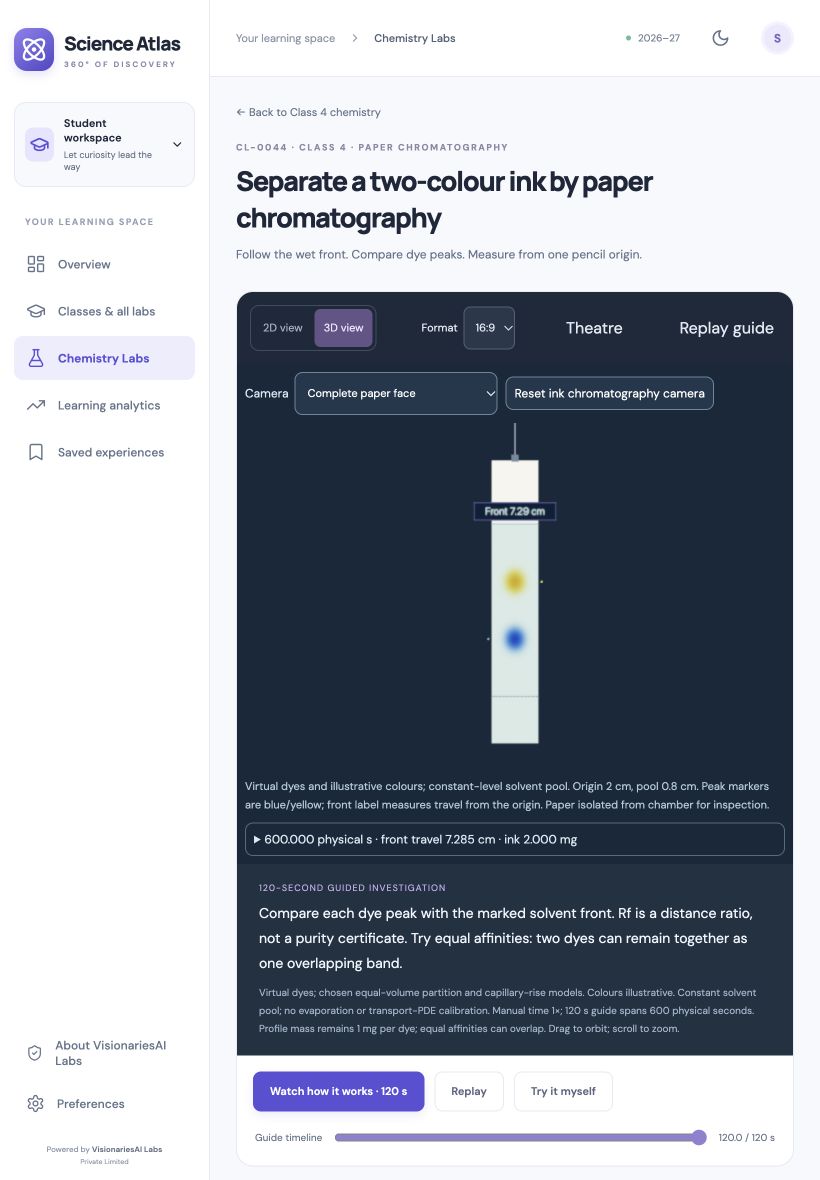 Science Atlas
360° OF DISCOVERY
Student
workspace
Let curiosity lead the
way
YOUR LEARNING SPACE
Overview
Classes & all labs
Chemistry Labs
Learning analytics
Saved experiences
About VisionariesAI
Labs
Preferences
Powered by VisionariesAI Labs
Private Limited
Your learning space > Chemistry Labs
2026–27
S
← Back to Class 4 chemistry
CL-0044 · CLASS 4 · PAPER CHROMATOGRAPHY
Separate a two-colour ink by paper
chromatography
Follow the wet front. Compare dye peaks. Measure from one pencil origin.
2D view
3D view
Format
16:9
Theatre
Replay guide
Camera
Complete paper face
Reset ink chromatography camera
Front 7.29 cm
Virtual dyes and illustrative colours; constant-level solvent pool. Origin 2 cm, pool 0.8 cm. Peak markers
are blue/yellow; front label measures travel from the origin. Paper isolated from chamber for inspection.
▶ 600.000 physical s · front travel 7.285 cm · ink 2.000 mg
120-SECOND GUIDED INVESTIGATION
Compare each dye peak with the marked solvent front. Rf is a distance ratio,
not a purity certificate. Try equal affinities: two dyes can remain together as
one overlapping band.
Virtual dyes; chosen equal-volume partition and capillary-rise models. Colours illustrative. Constant solvent
pool; no evaporation or transport-PDE calibration. Manual time 1×; 120 s guide spans 600 physical seconds.
Profile mass remains 1 mg per dye; equal affinities can overlap. Drag to orbit; scroll to zoom.
Watch how it works · 120 s
Replay
Try it myself
Guide timeline
120.0 / 120 s